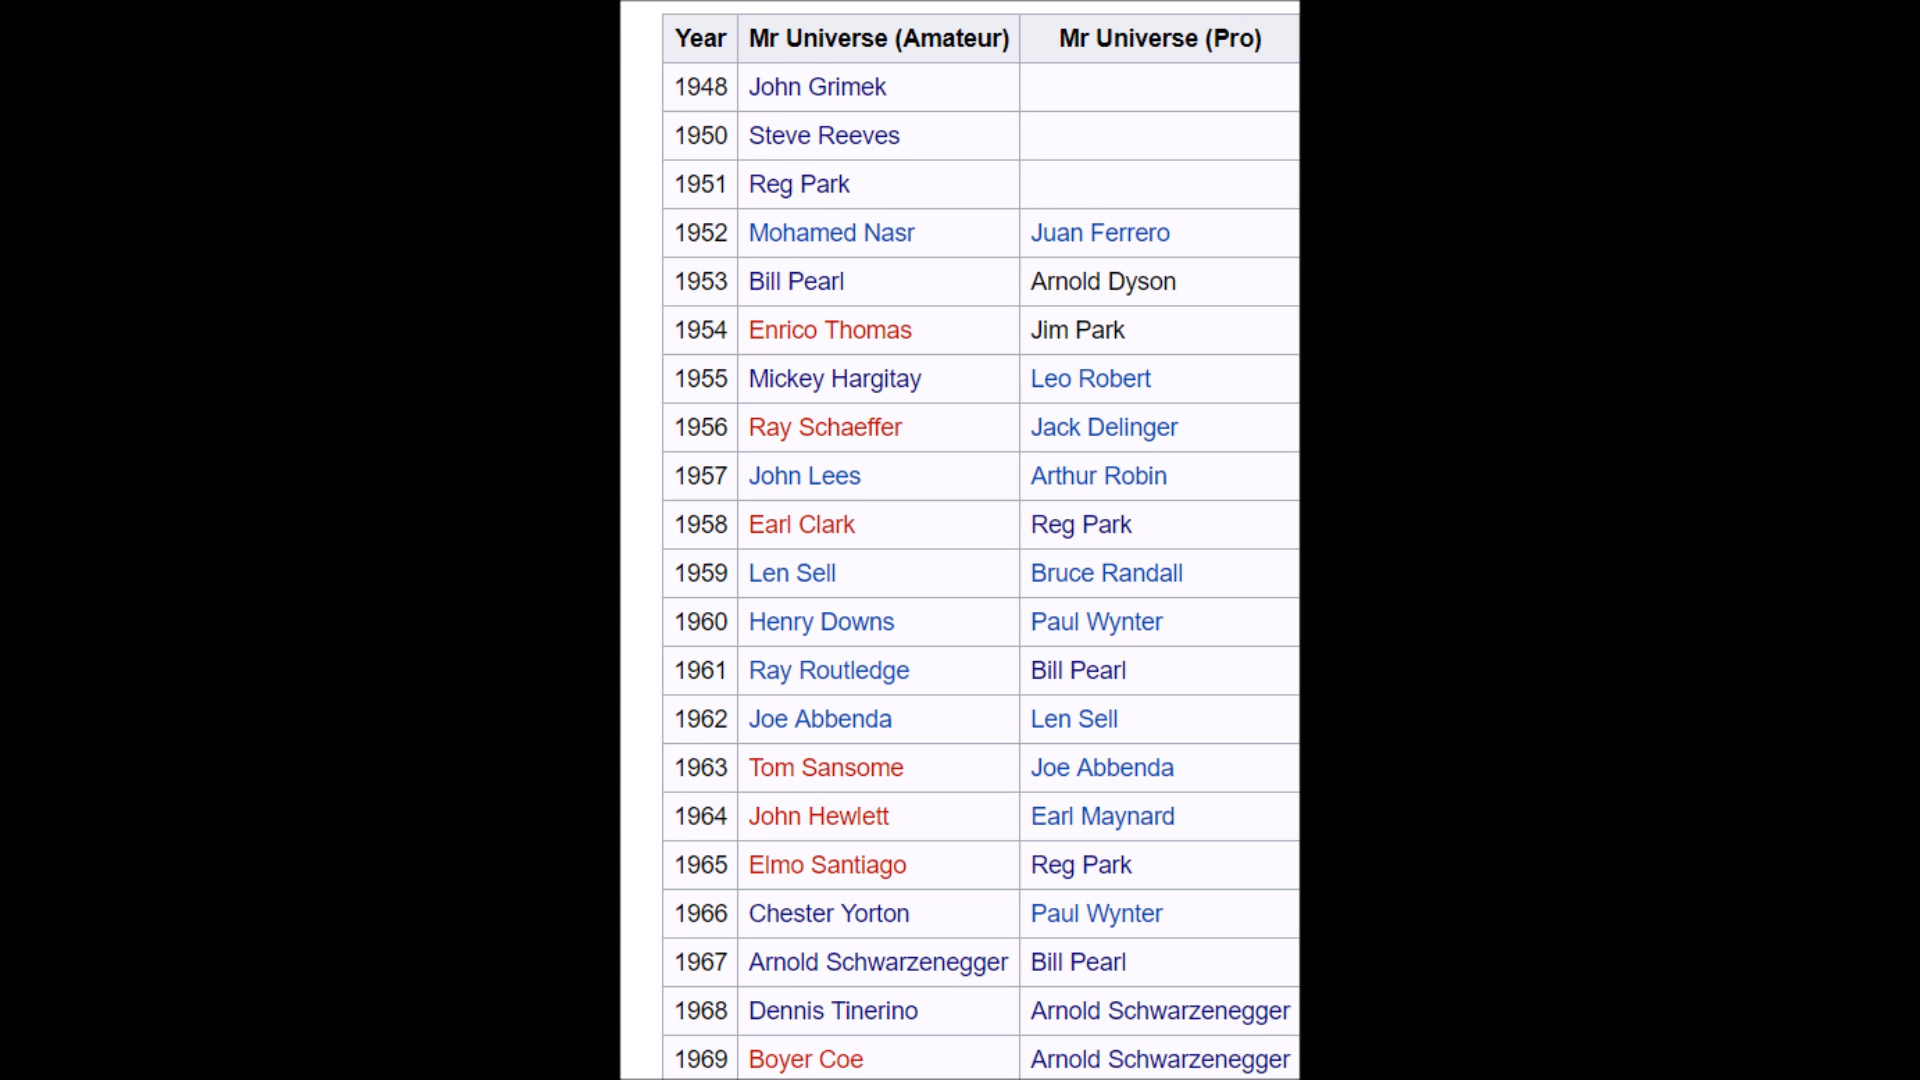 Year Mr Universe (Amateur) Mr Universe (Pro)
1948 John Grimek
1950 Steve Reeves
1951 Reg Park
1952 Mohamed Nasr Juan Ferrero
1953 Bill Pearl Arnold Dyson
1954 Enrico Thomas Jim Park
1955 Mickey Hargitay Leo Robert
1956 Ray Schaeffer Jack Delinger
1957 John Lees Arthur Robin
1958 Earl Clark Reg Park
1959 Len Sell Bruce Randall
1960 Henry Downs Paul Wynter
1961 Ray Routledge Bill Pearl
1962 Joe Abbenda Len Sell
1963 Tom Sansome Joe Abbenda
1964 John Hewlett Earl Maynard
1965 Elmo Santiago Reg Park
1966 Chester Yorton Paul Wynter
1967 Arnold Schwarzenegger Bill Pearl
1968 Dennis Tinerino Arnold Schwarzenegger
1969 Boyer Coe Arnold Schwarzenegger